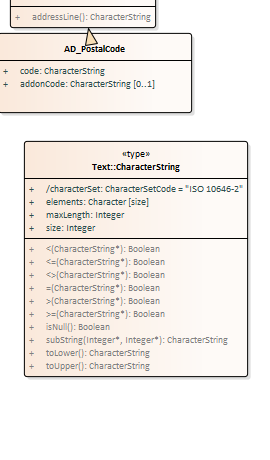 + addressLine(): CharacterString
AD_PostalCode
+ code: CharacterString
+ addonCode: CharacterString [0..1]
«type»
Text::CharacterString
+ /characterSet: CharacterSetCode = "ISO 10646-2"
+ elements: Character [size]
+ maxLength: Integer
+ size: Integer
+ <(CharacterString*): Boolean
+ <=(CharacterString*): Boolean
+ <>(CharacterString*): Boolean
+ =(CharacterString*): Boolean
+ >(CharacterString*): Boolean
+ >=(CharacterString*): Boolean
+ isNull(): Boolean
+ subString(Integer*, Integer*): CharacterString
+ toLower(): CharacterString
+ toUpper(): CharacterString